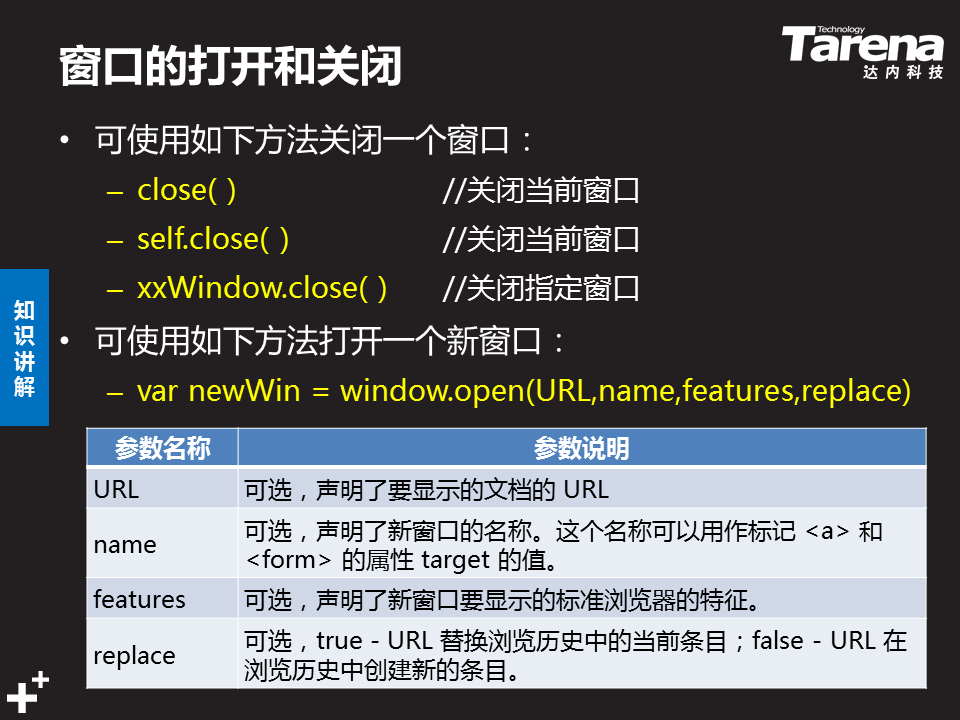 窗口的打开和关闭
Technology
Tarena
达内科技
• 可使用如下方法关闭一个窗口：
– close( ) //关闭当前窗口
– self.close( ) //关闭当前窗口
– xxWindow.close( ) //关闭指定窗口
知识讲解
• 可使用如下方法打开一个新窗口：
– var newWin = window.open(URL,name,features,replace)
参数名称 参数说明
URL 可选，声明了要显示的文档的 URL
name 可选，声明了新窗口的名称。这个名称可以用作标记 <a> 和
<form> 的属性 target 的值。
features 可选，声明了新窗口要显示的标准浏览器的特征。
replace 可选，true - URL 替换浏览历史中的当前条目；false - URL 在
浏览历史中创建新的条目。